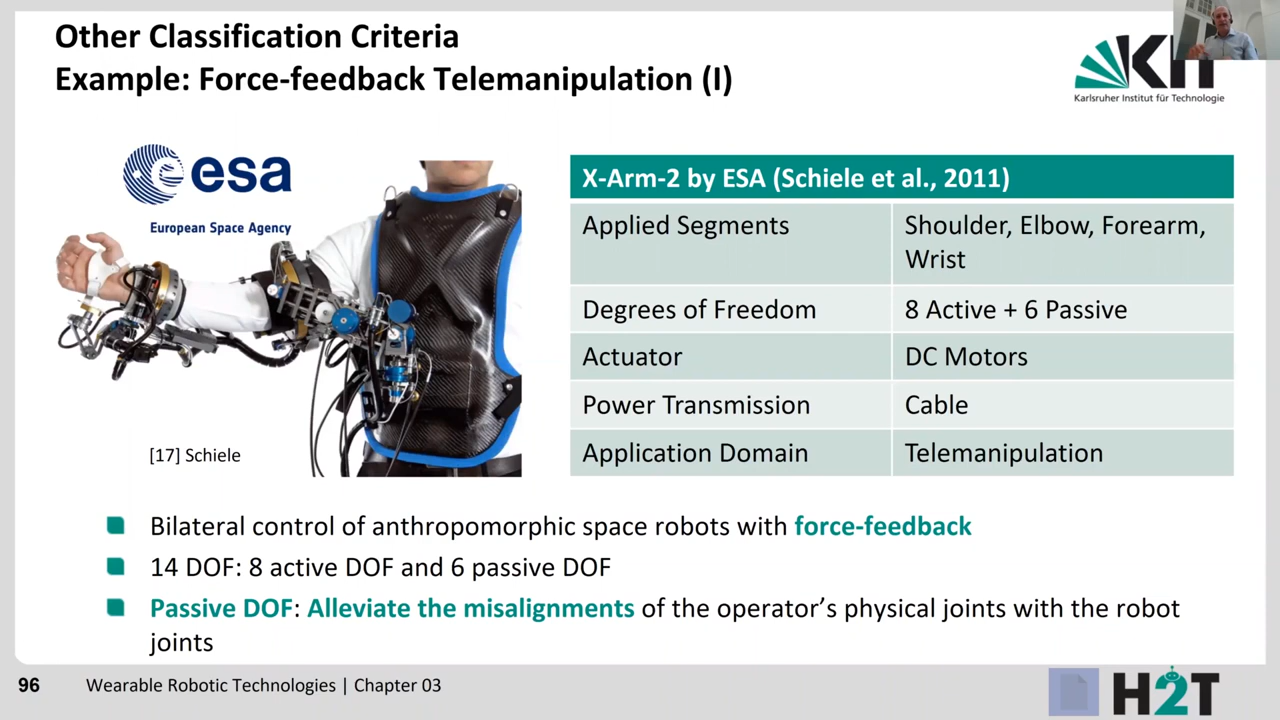 Other Classification Criteria
Example: Force-feedback Telemanipulation (I)
KIT
Karlsruher Institut für Technologie
esa
European Space Agency
[17] Schiele
X-Arm-2 by ESA (Schiele et al., 2011)
Applied Segments
Shoulder, Elbow, Forearm,
Wrist
Degrees of Freedom
8 Active + 6 Passive
Actuator
DC Motors
Power Transmission
Cable
Application Domain
Telemanipulation
Bilateral control of anthropomorphic space robots with force-feedback
14 DOF: 8 active DOF and 6 passive DOF
Passive DOF: Alleviate the misalignments of the operator's physical joints with the robot
joints
96
Wearable Robotic Technologies | Chapter 03
H2T